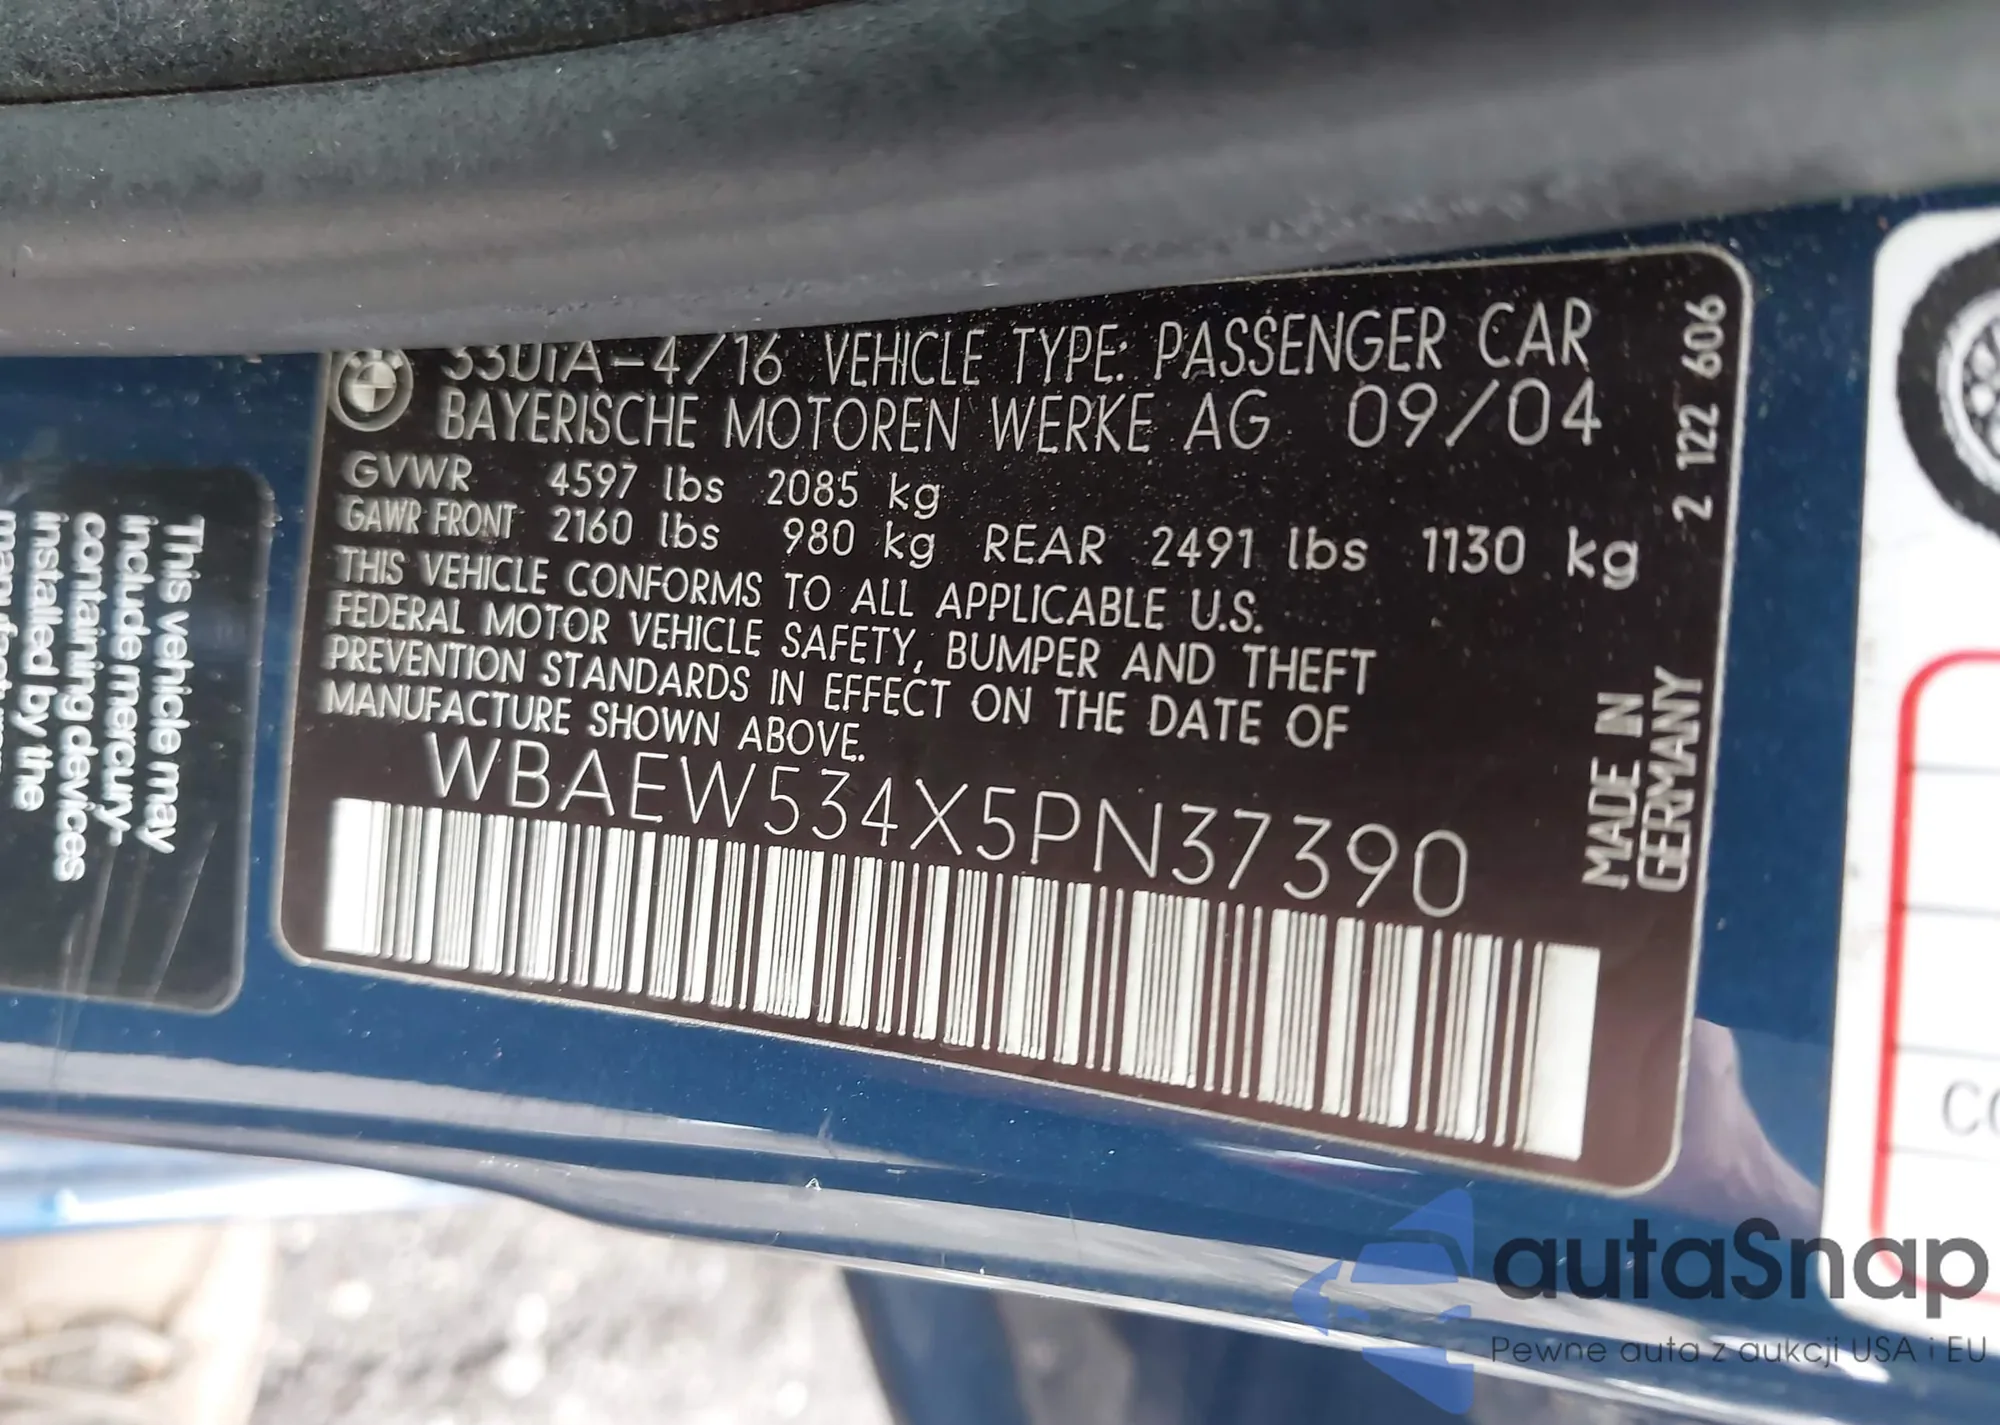 330iA-4/16 VEHICLE TYPE: PASSENGER CAR
BAYERISCHE MOTOREN WERKE AG 09/04
GVWR 4597 lbs 2085 kg
GAWR FRONT 2160 lbs 980 kg REAR 2491 lbs 1130 kg
THIS VEHICLE CONFORMS TO ALL APPLICABLE U.S.
FEDERAL MOTOR VEHICLE SAFETY, BUMPER AND THEFT
PREVENTION STANDARDS IN EFFECT ON THE DATE OF
MANUFACTURE SHOWN ABOVE.
WBAEW534X5PN37390
2 122 606
MADE IN
GERMANY
This vehicle may
include mercury-
containing devices
installed by the
autaSnap
Pewne auta z aukcji USA i EU